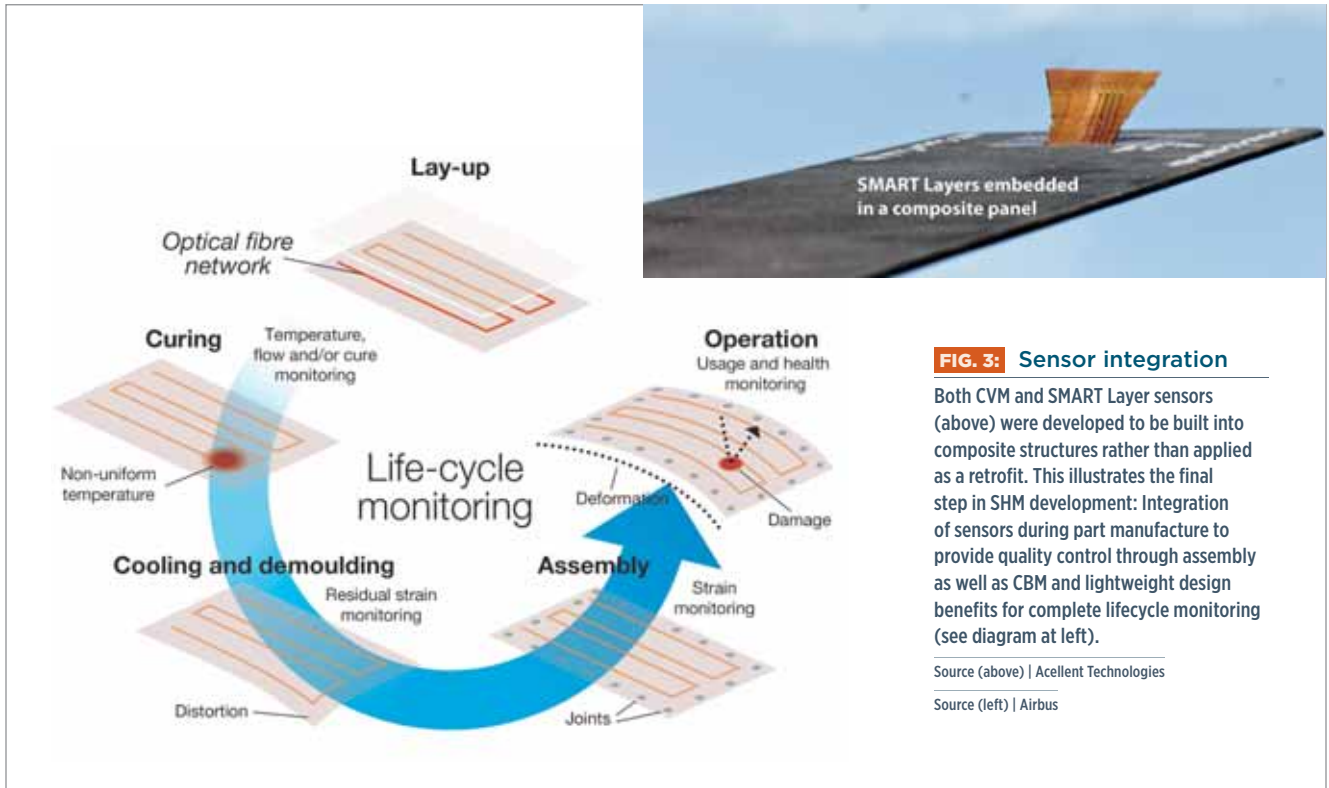 SMART Layers embedded
in a composite panel
Lay-up
Optical fibre
network
Curing
Temperature,
flow and/or cure
monitoring
Non-uniform
temperature
Life-cycle
monitoring
Operation
Usage and health
monitoring
Deformation
Damage
Cooling and demoulding
Residual strain
monitoring
Distortion
Assembly
Strain
monitoring
Joints
FIG. 3: Sensor integration
Both CVM and SMART Layer sensors
(above) were developed to be built into
composite structures rather than applied
as a retrofit. This illustrates the final
step in SHM development: Integration
of sensors during part manufacture to
provide quality control through assembly
as well as CBM and lightweight design
benefits for complete lifecycle monitoring
(see diagram at left).
Source (above) | Acellent Technologies
Source (left) | Airbus